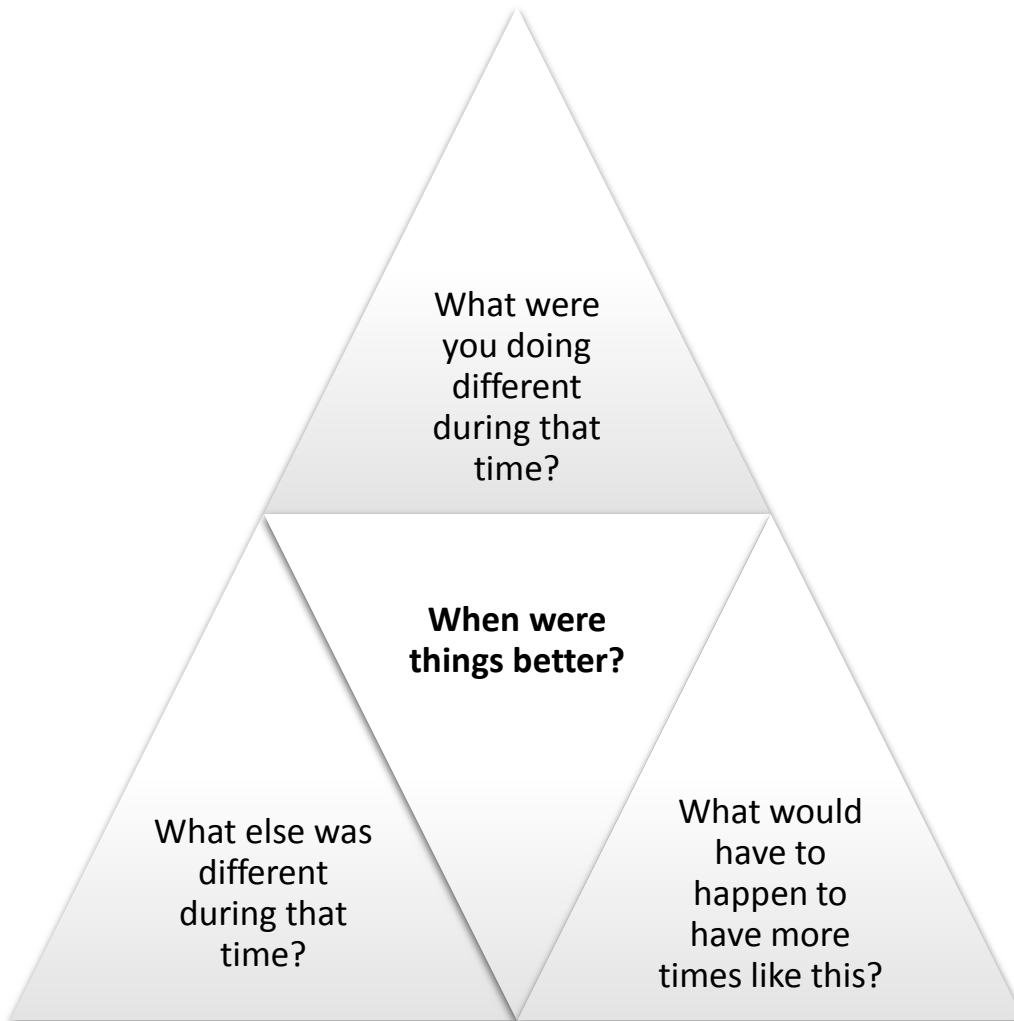 What were
you doing
different
during that
time?
When were
things better?
What else was
different
during that
time?
What would
have to
happen to
have more
times like this?